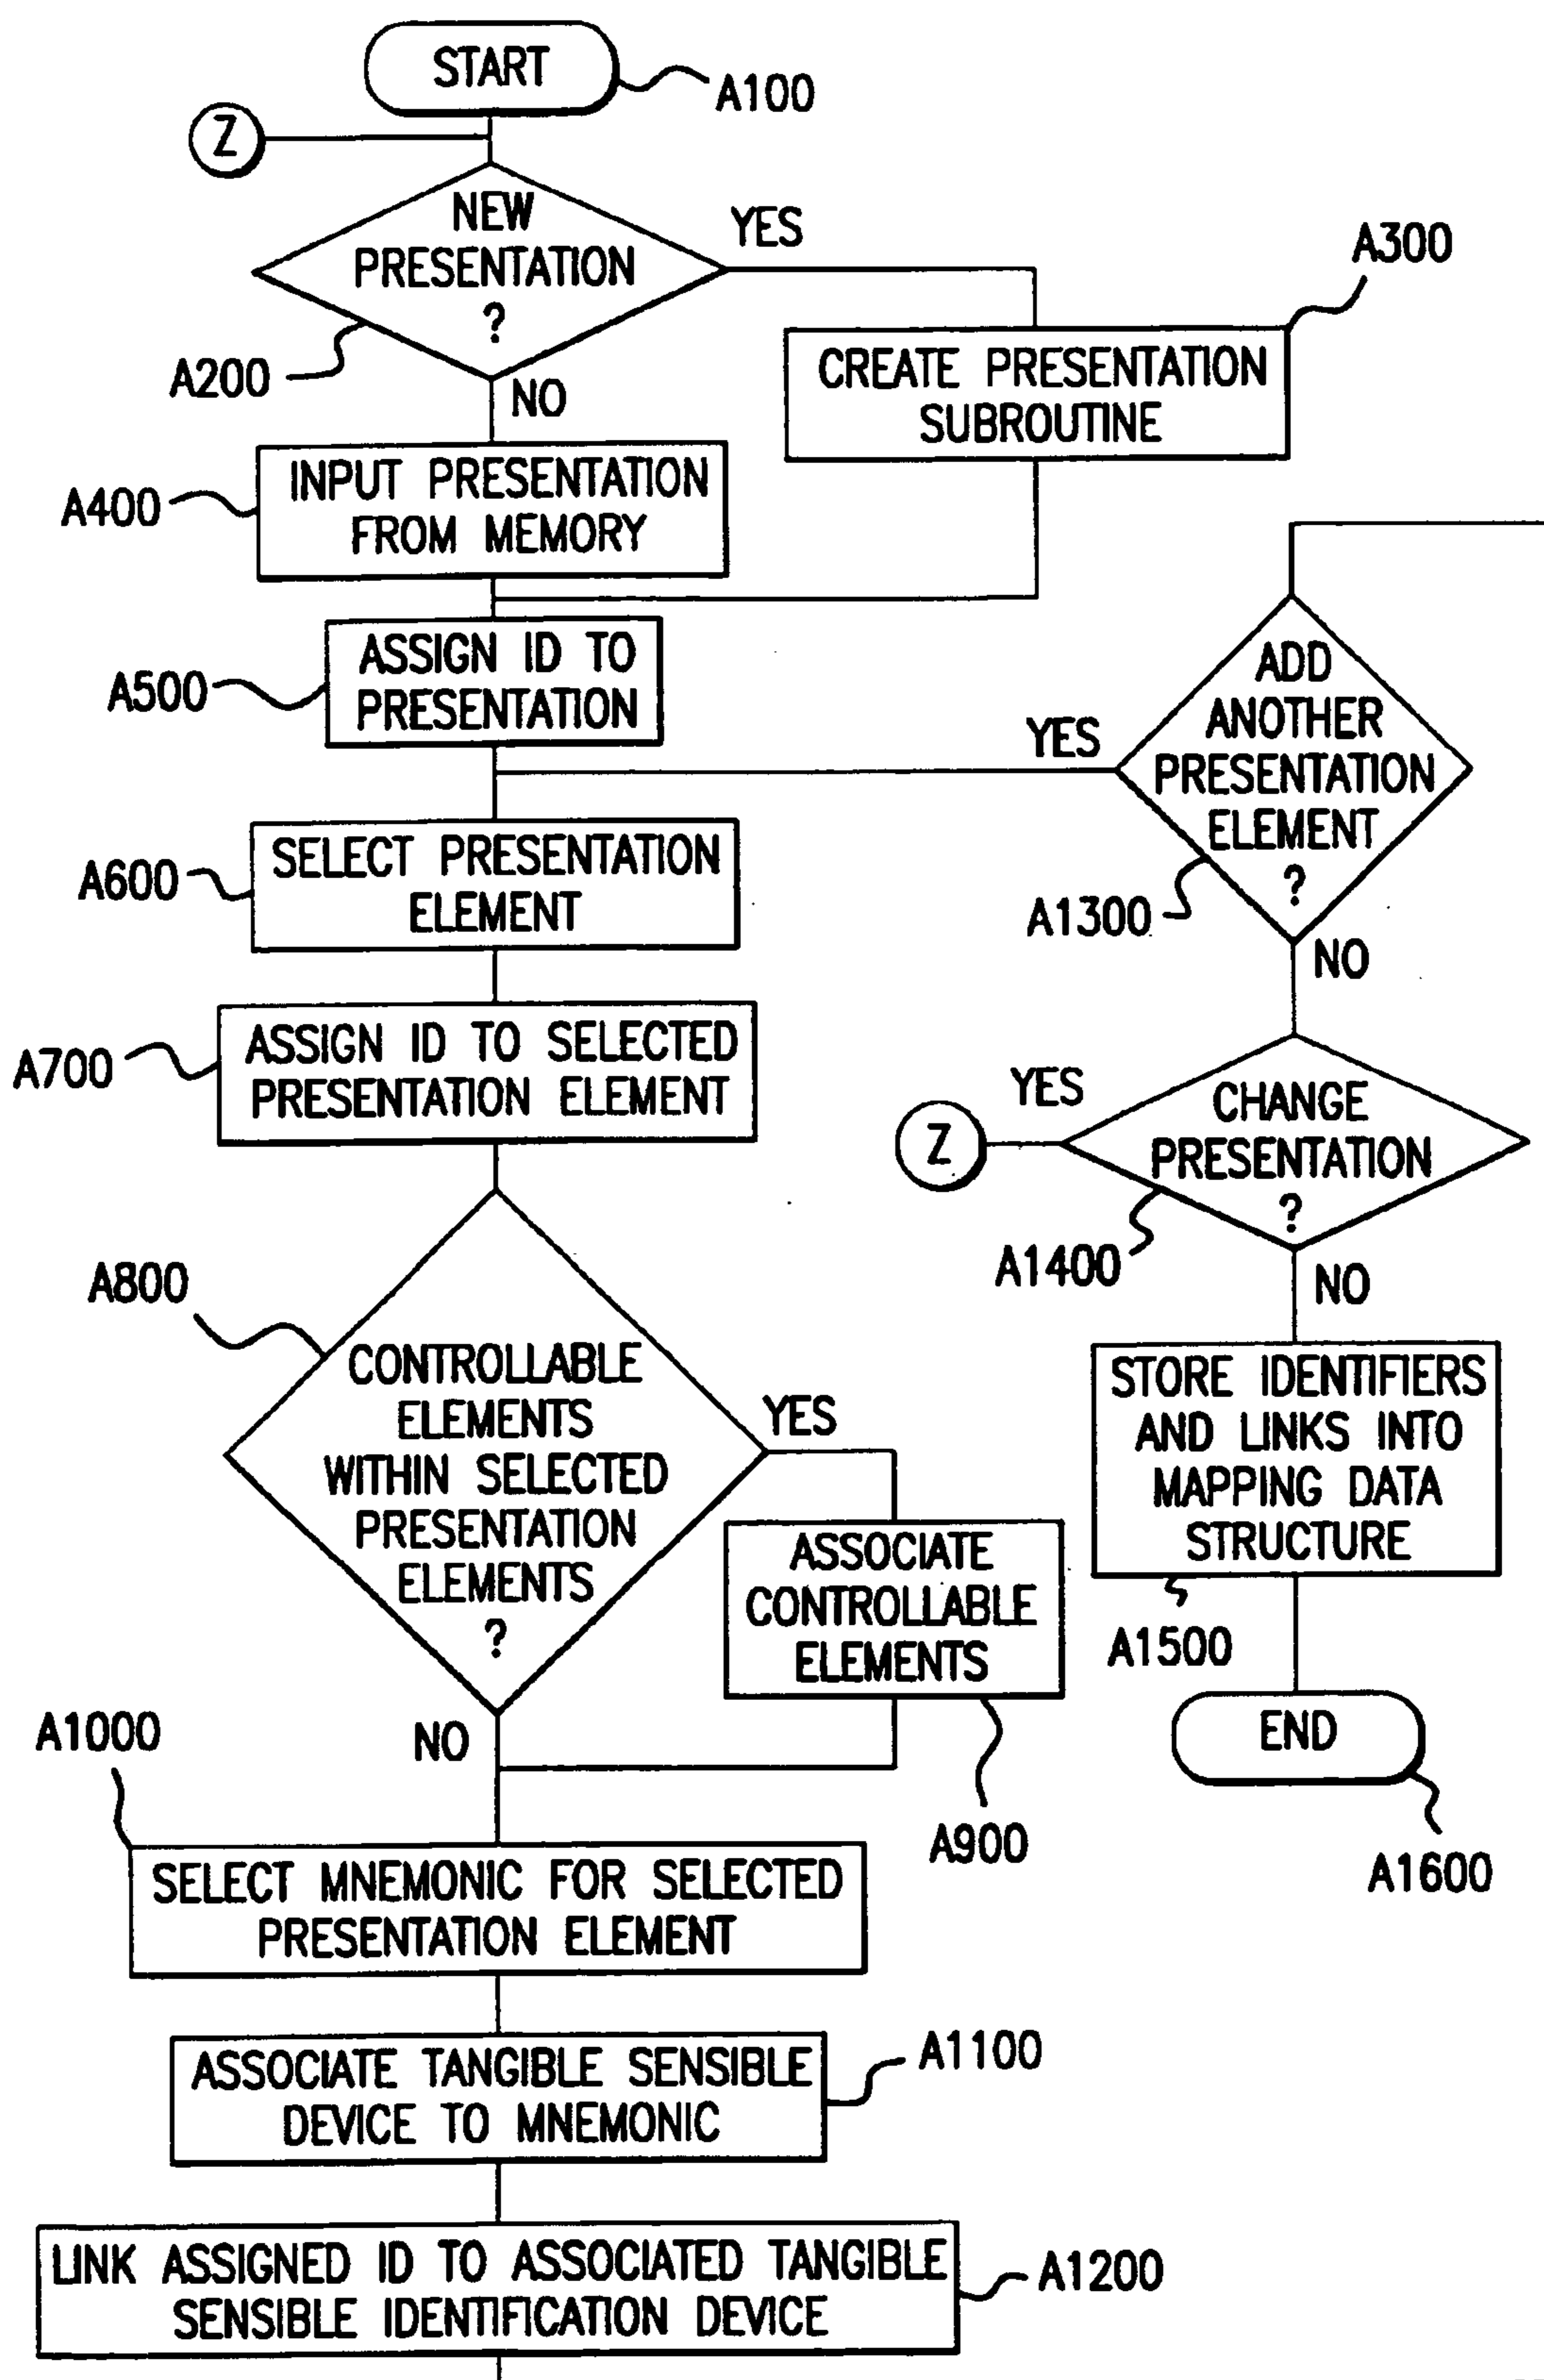 START
A100
Z
NEW
PRESENTATION
?
YES
A200
NO
A300
CREATE PRESENTATION
SUBROUTINE
A400
INPUT PRESENTATION
FROM MEMORY
A500
ASSIGN ID TO
PRESENTATION
A600
SELECT PRESENTATION
ELEMENT
A700
ASSIGN ID TO SELECTED
PRESENTATION ELEMENT
A800
CONTROLLABLE
ELEMENTS
WITHIN SELECTED
PRESENTATION
ELEMENTS
?
YES
NO
ASSOCIATE
CONTROLLABLE
ELEMENTS
A900
A1000
SELECT MNEMONIC FOR SELECTED
PRESENTATION ELEMENT
ASSOCIATE TANGIBLE SENSIBLE
DEVICE TO MNEMONIC
A1100
LINK ASSIGNED ID TO ASSOCIATED TANGIBLE
SENSIBLE IDENTIFICATION DEVICE
A1200
ADD
ANOTHER
PRESENTATION
ELEMENT
?
YES
A1300
NO
YES
Z
CHANGE
PRESENTATION
?
A1400
NO
STORE IDENTIFIERS
AND LINKS INTO
MAPPING DATA
STRUCTURE
A1500
END
A1600